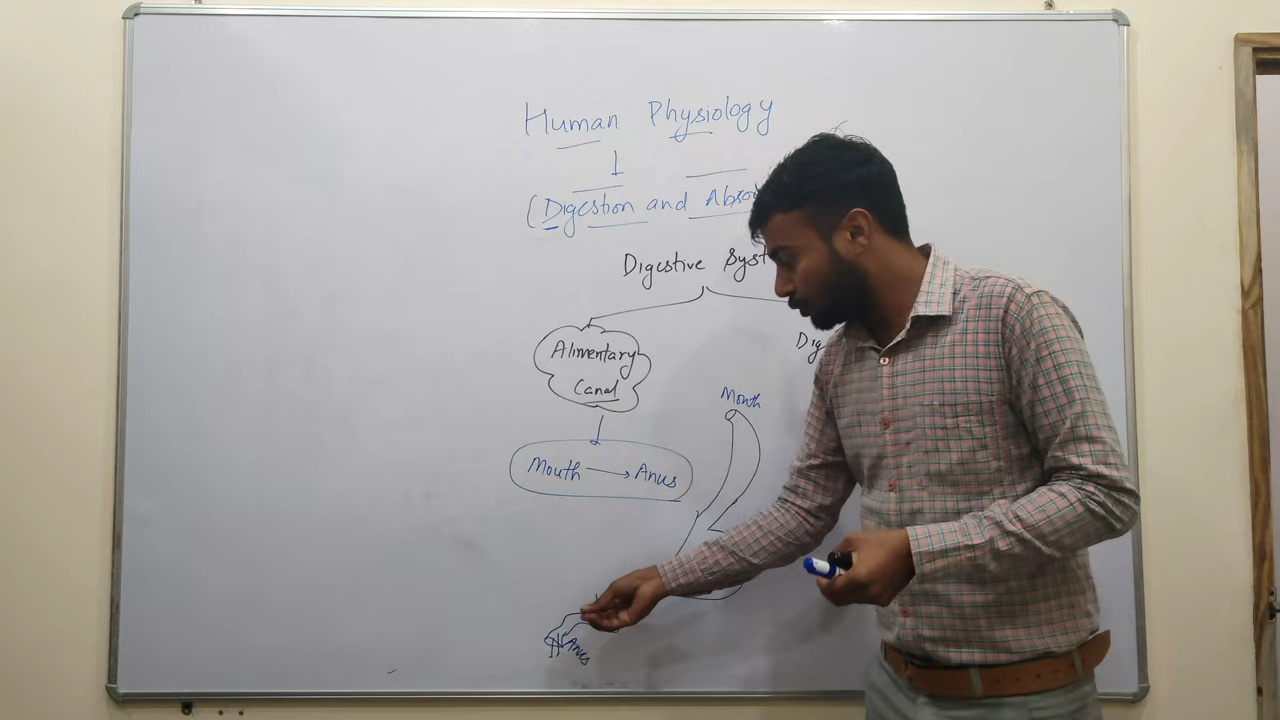 Human Physiology
(Digestion and
Digestive
Alimentary
Canal
Mouth
Mouth → Anus
Anus